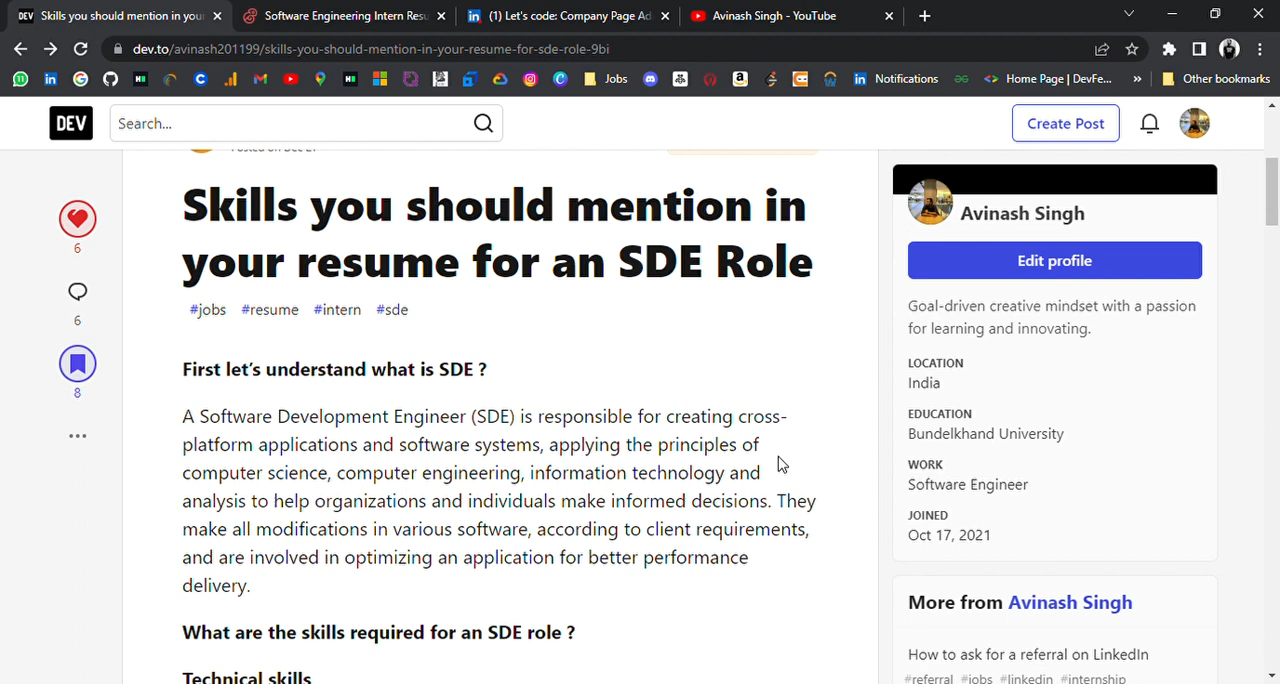 Skills you should mention in your
Software Engineering Intern Resu
(1) Let's code: Company Page Ad
Avinash Singh - YouTube
dev.to/avinash201199/skills-you-should-mention-in-your-resume-for-sde-role-9bi
Jobs
Notifications
Home Page | DevFe...
»
Other bookmarks
DEV
Search...
Create Post
Skills you should mention in
your resume for an SDE Role
#jobs #resume #intern #sde
6
6
8
First let's understand what is SDE ?
A Software Development Engineer (SDE) is responsible for creating cross-
platform applications and software systems, applying the principles of
computer science, computer engineering, information technology and
analysis to help organizations and individuals make informed decisions. They
make all modifications in various software, according to client requirements,
and are involved in optimizing an application for better performance
delivery.
What are the skills required for an SDE role ?
Technical skills
Avinash Singh
Edit profile
Goal-driven creative mindset with a passion
for learning and innovating.
LOCATION
India
EDUCATION
Bundelkhand University
WORK
Software Engineer
JOINED
Oct 17, 2021
More from Avinash Singh
How to ask for a referral on LinkedIn
#referral #jobs #linkedin #internship